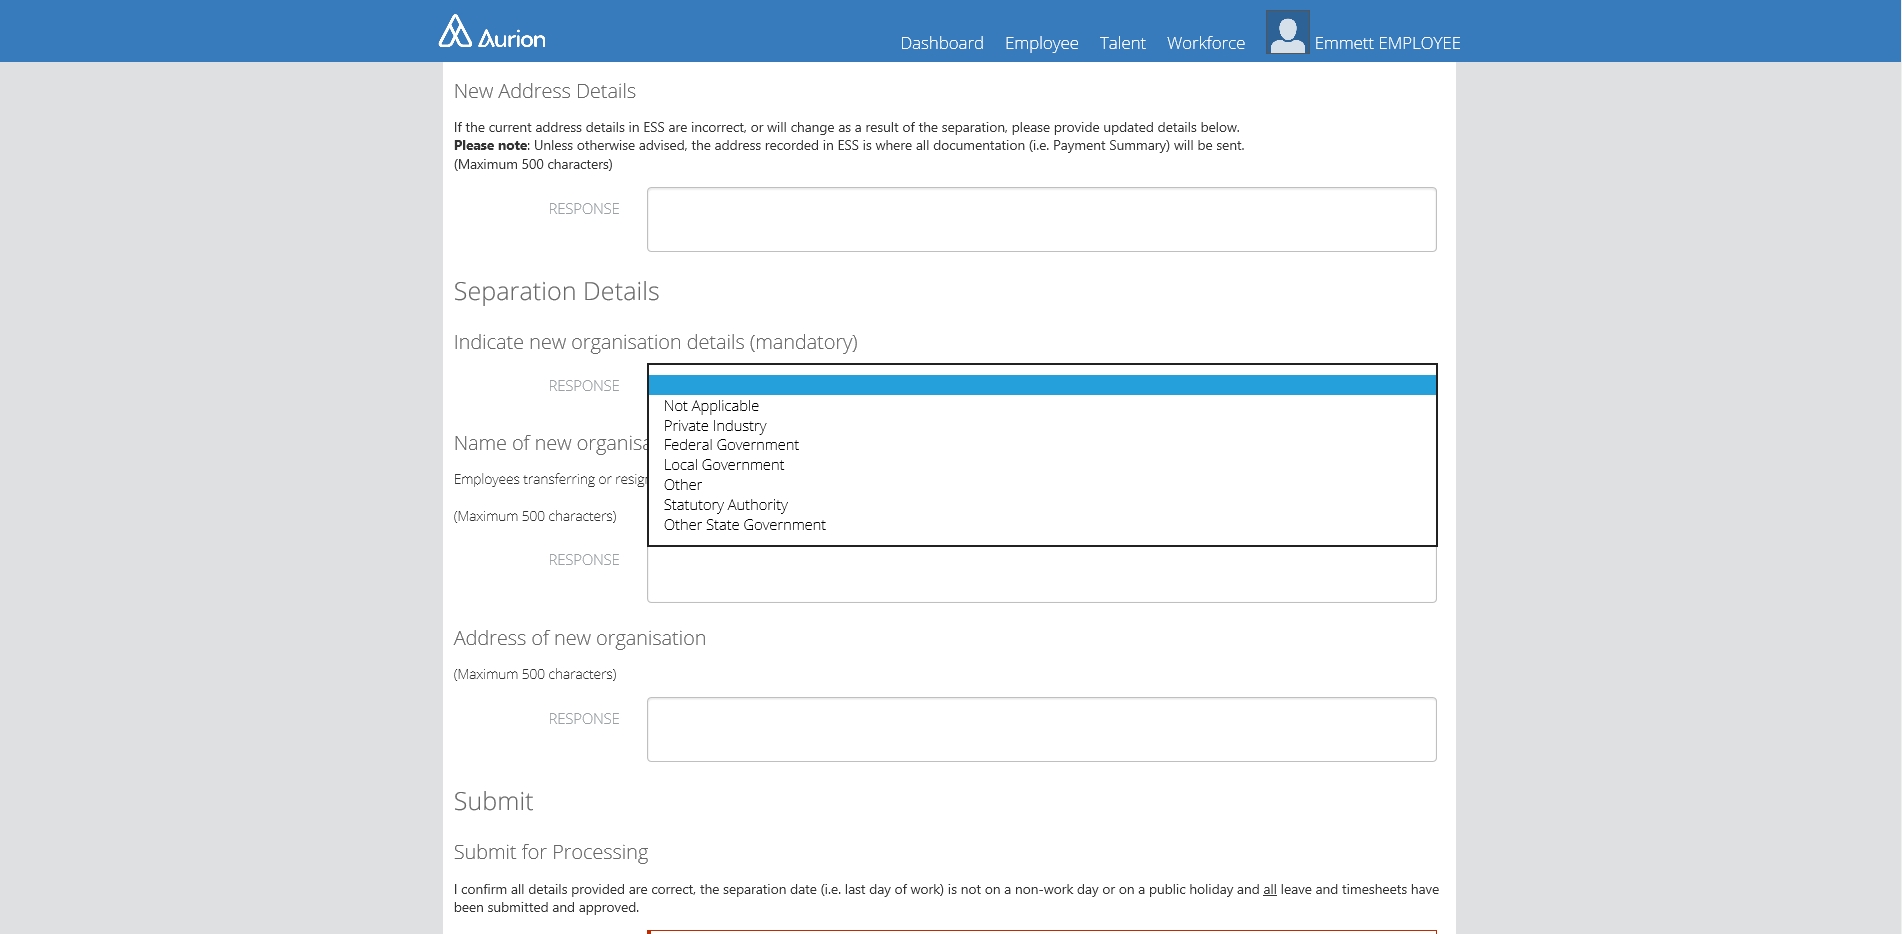 Aurion
Dashboard Employee Talent Workforce Emmett EMPLOYEE
New Address Details
If the current address details in ESS are incorrect, or will change as a result of the separation, please provide updated details below.
Please note: Unless otherwise advised, the address recorded in ESS is where all documentation (i.e. Payment Summary) will be sent.
(Maximum 500 characters)
RESPONSE
Separation Details
Indicate new organisation details (mandatory)
RESPONSE
Not Applicable
Private Industry
Federal Government
Local Government
Other
Statutory Authority
Other State Government
Name of new organisa
Employees transferring or resign
(Maximum 500 characters)
RESPONSE
Address of new organisation
(Maximum 500 characters)
RESPONSE
Submit
Submit for Processing
I confirm all details provided are correct, the separation date (i.e. last day of work) is not on a non-work day or on a public holiday and all leave and timesheets have
been submitted and approved.